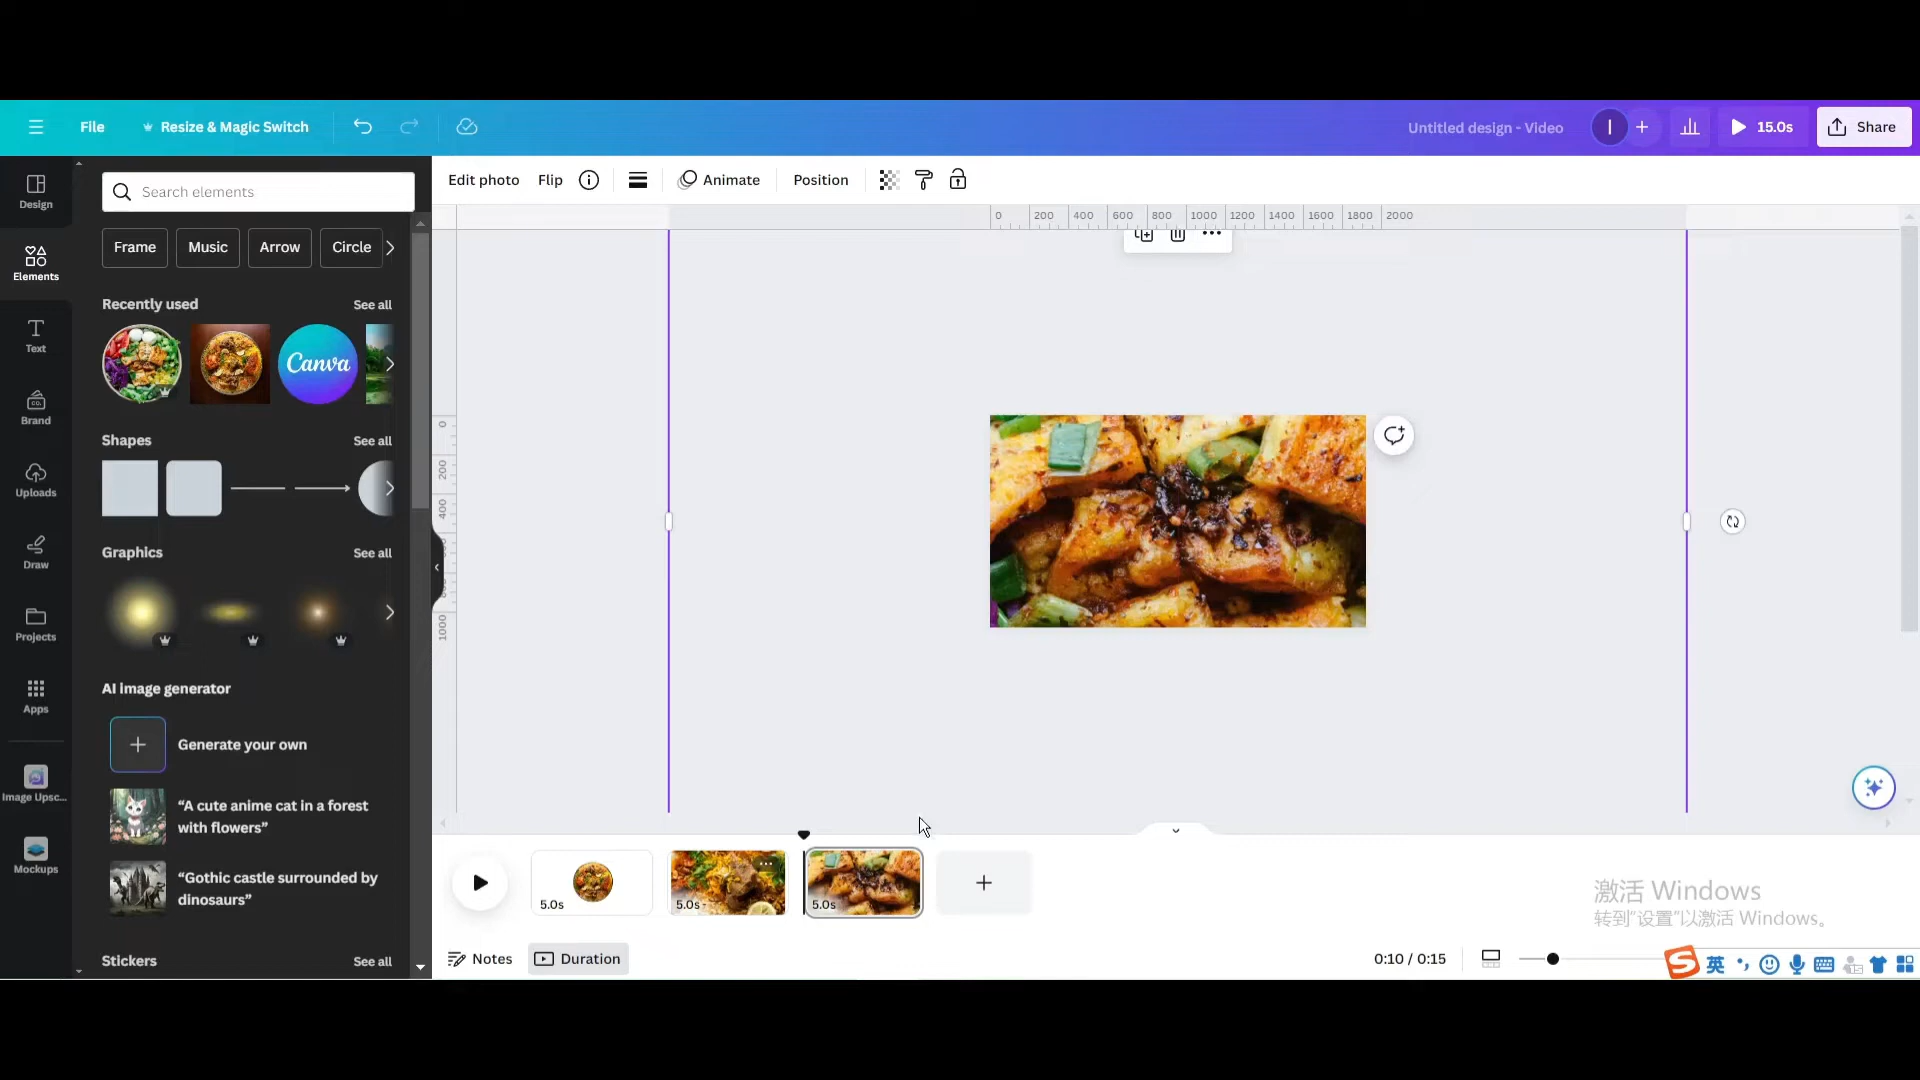 File
Resize & Magic Switch
Untitled design - Video
I
15.0s
Share
Design
Elements
Text
Brand
CO.
Uploads
Draw
Projects
Apps
Image Upsc...
Mockups
Search elements
Frame
Music
Arrow
Circle
Recently used
See all
Canva
Shapes
See all
Graphics
See all
AI image generator
Generate your own
“A cute anime cat in a forest
with flowers”
“Gothic castle surrounded by
dinosaurs”
Stickers
See all
Edit photo
Flip
Animate
Position
0 200 400 600 800 1000 1200 1400 1600 1800 2000
0
200
400
1000
5.0s
5.0s
5.0s
激活 Windows
转到“设置”以激活 Windows。
Notes
Duration
0:10 / 0:15
S 英